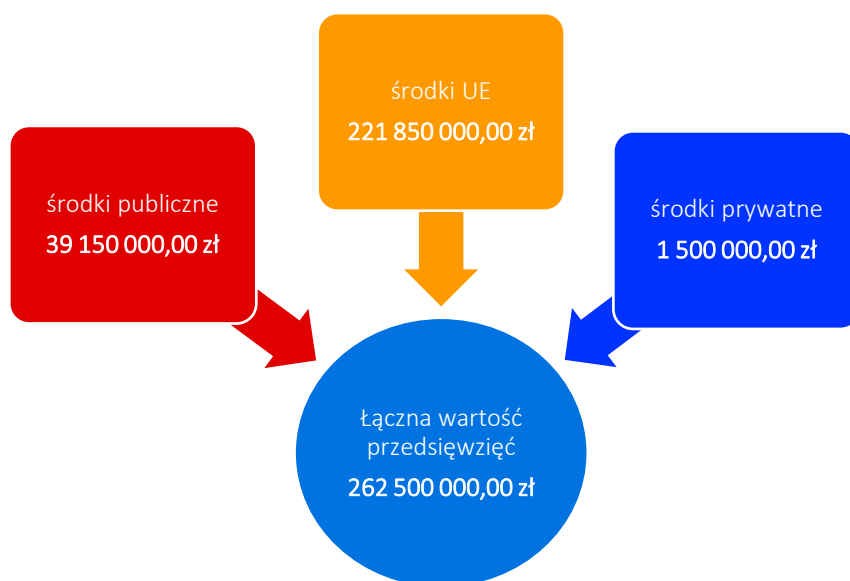 środki UE
221 850 000,00 zł
środki publiczne
39 150 000,00 zł
środki prywatne
1 500 000,00 zł
Łączna wartość
przedsięwzięć
262 500 000,00 zł